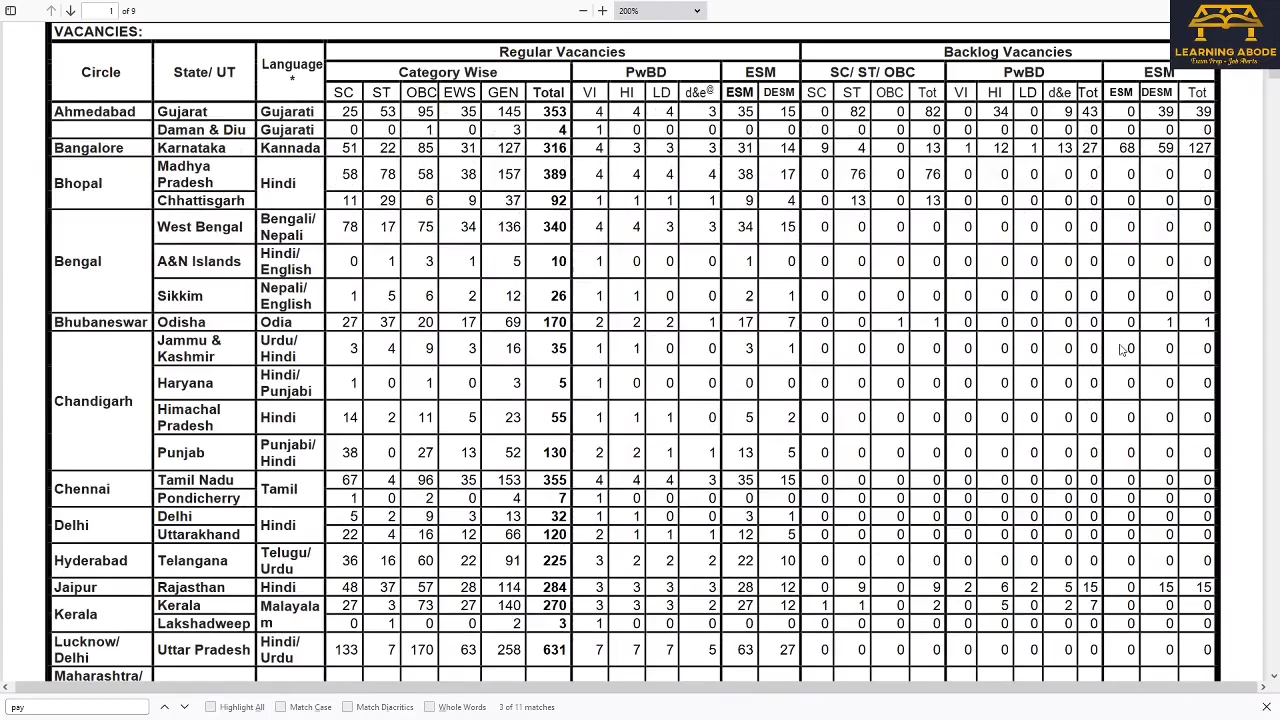 1 of 9
200%
LEARNING ABODE
Exam Prep - Job Alerts
VACANCIES:
Circle State/ UT Language * Regular Vacancies Backlog Vacancies
Category Wise PwBD ESM SC/ ST/ OBC PwBD ESM
SC ST OBC EWS GEN Total VI HI LD d&e@ ESM DESM SC ST OBC Tot VI HI LD d&e Tot ESM DESM Tot
Ahmedabad Gujarat Gujarati 25 53 95 35 145 353 4 4 4 3 35 15 0 82 0 82 0 34 0 9 43 0 39 39
Daman & Diu Gujarati 0 0 1 0 3 4 1 0 0 0 0 0 0 0 0 0 0 0 0 0 0 0 0 0
Bangalore Karnataka Kannada 51 22 85 31 127 316 4 3 3 3 31 14 9 4 0 13 1 12 1 13 27 68 59 127
Bhopal Madhya Pradesh Hindi 58 78 58 38 157 389 4 4 4 4 38 17 0 76 0 76 0 0 0 0 0 0 0 0
Chhattisgarh 11 29 6 9 37 92 1 1 1 1 9 4 0 13 0 13 0 0 0 0 0 0 0 0
Bengal West Bengal Bengali/ Nepali 78 17 75 34 136 340 4 4 3 3 34 15 0 0 0 0 0 0 0 0 0 0 0 0
A&N Islands Hindi/ English 0 1 3 1 5 10 1 0 0 0 1 0 0 0 0 0 0 0 0 0 0 0 0 0
Sikkim Nepali/ English 1 5 6 2 12 26 1 1 0 0 2 1 0 0 0 0 0 0 0 0 0 0 0 0
Bhubaneswar Odisha Odia 27 37 20 17 69 170 2 2 2 1 17 7 0 0 1 1 0 0 0 0 0 0 1 1
Chandigarh Jammu & Kashmir Urdu/ Hindi 3 4 9 3 16 35 1 1 0 0 3 1 0 0 0 0 0 0 0 0 0 0 0 0
Haryana Hindi/ Punjabi 1 0 1 0 3 5 1 0 0 0 0 0 0 0 0 0 0 0 0 0 0 0 0 0
Himachal Pradesh Hindi 14 2 11 5 23 55 1 1 1 0 5 2 0 0 0 0 0 0 0 0 0 0 0 0
Punjab Punjabi/ Hindi 38 0 27 13 52 130 2 2 1 1 13 5 0 0 0 0 0 0 0 0 0 0 0 0
Chennai Tamil Nadu Tamil 67 4 96 35 153 355 4 4 4 3 35 15 0 0 0 0 0 0 0 0 0 0 0 0
Pondicherry 1 0 2 0 4 7 1 0 0 0 0 0 0 0 0 0 0 0 0 0 0 0 0 0
Delhi Delhi Hindi 5 2 9 3 13 32 1 1 0 0 3 1 0 0 0 0 0 0 0 0 0 0 0 0
Uttarakhand 22 4 16 12 66 120 2 1 1 1 12 5 0 0 0 0 0 0 0 0 0 0 0 0
Hyderabad Telangana Telugu/ Urdu 36 16 60 22 91 225 3 2 2 2 22 10 0 0 0 0 0 0 0 0 0 0 0 0
Jaipur Rajasthan Hindi 48 37 57 28 114 284 3 3 3 3 28 12 0 9 0 9 2 6 2 5 15 0 15 15
Kerala Kerala Malayala m 27 3 73 27 140 270 3 3 3 2 27 12 1 1 0 2 0 5 0 2 7 0 0 0
Lakshadweep 0 1 0 0 2 3 1 0 0 0 0 0 0 0 0 0 0 0 0 0 0 0 0 0
Lucknow/ Delhi Uttar Pradesh Hindi/ Urdu 133 7 170 63 258 631 7 7 7 5 63 27 0 0 0 0 0 0 0 0 0 0 0 0
Maharashtra/
pay Highlight All Match Case Match Diacritics Whole Words 3 of 11 matches